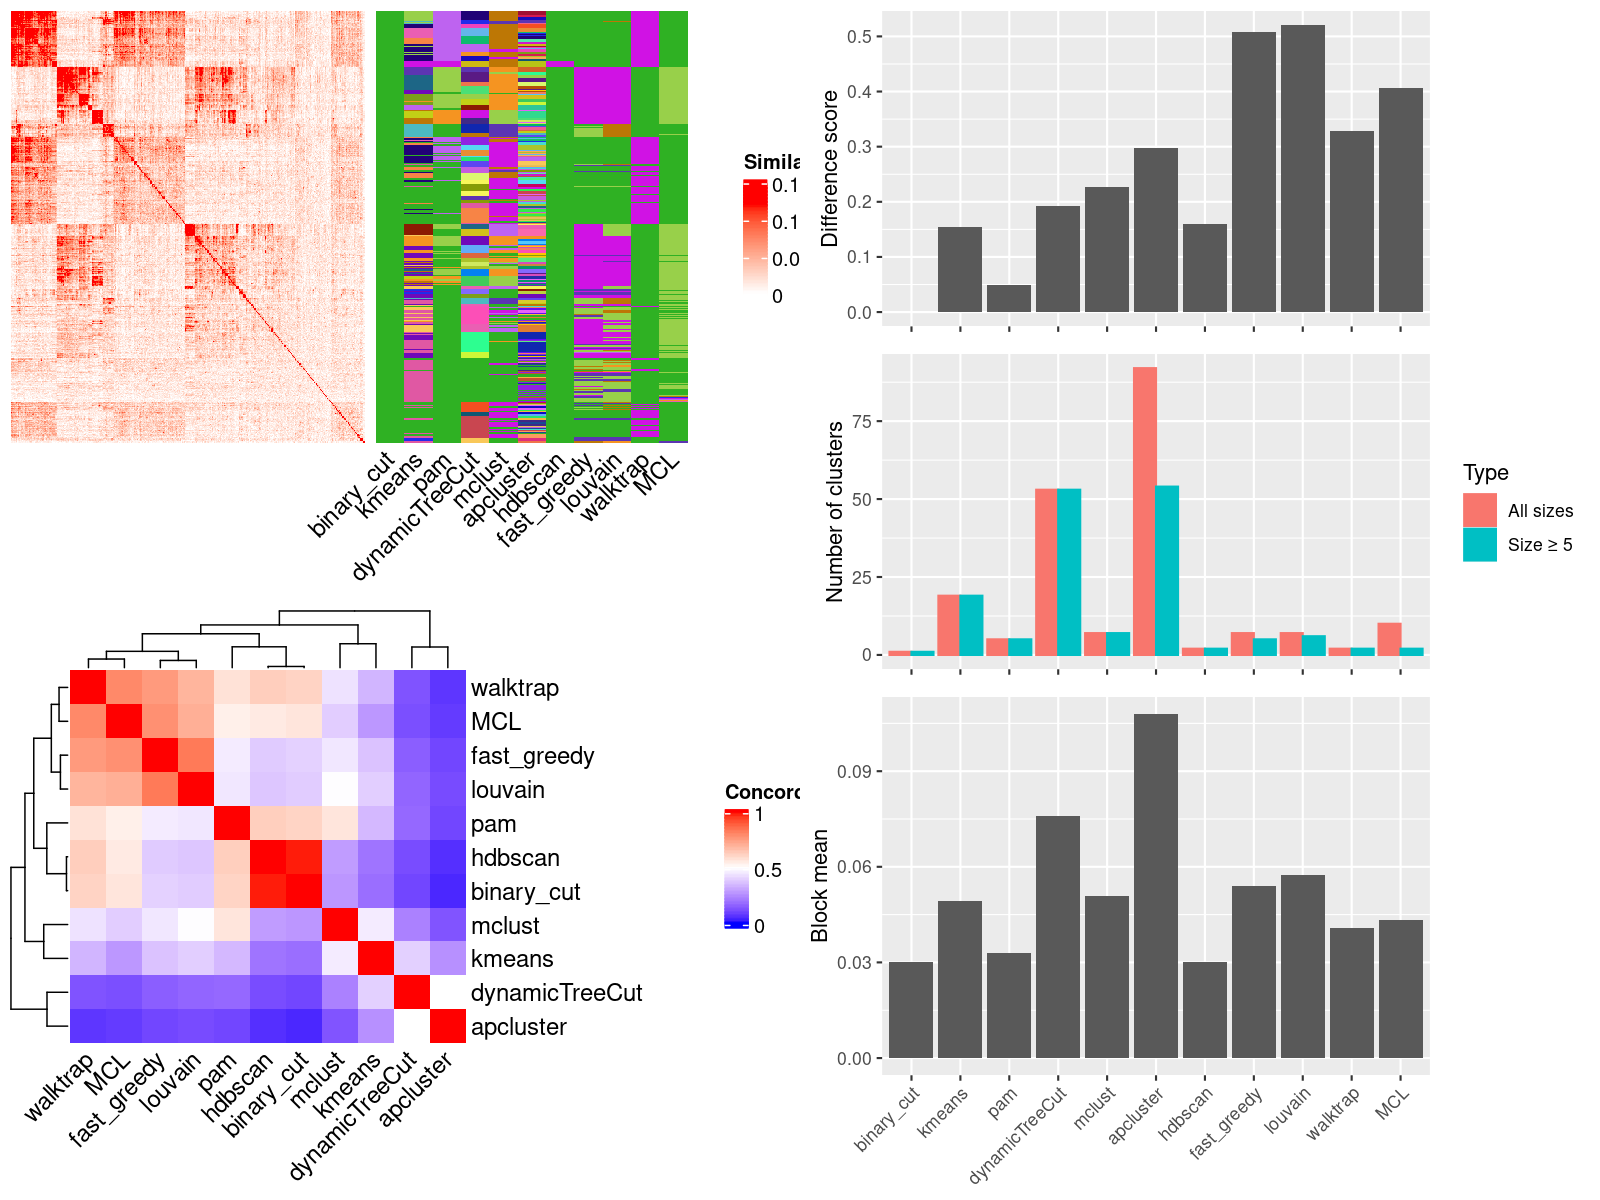 Simila
0.1
0.1
0.0
0
binary_cut
kmeans
pam
dynamicTreeCut
mclust
apcluster
hdbscan
fast_greedy
louvain
walktrap
MCL
walktrap
MCL
fast_greedy
louvain
pam
hdbscan
binary_cut
mclust
kmeans
dynamicTreeCut
apcluster
walktrap
MCL
fast_greedy
louvain
pam
hdbscan
binary_cut
mclust
kmeans
dynamicTreeCut
apcluster
Concord
1
0.5
0
Difference score
0.5
0.4
0.3
0.2
0.1
0.0
Number of clusters
75
50
25
0
Type
All sizes
Size ≥ 5
Block mean
0.09
0.06
0.03
0.00
binary_cut
kmeans
pam
dynamicTreeCut
mclust
apcluster
hdbscan
fast_greedy
louvain
walktrap
MCL